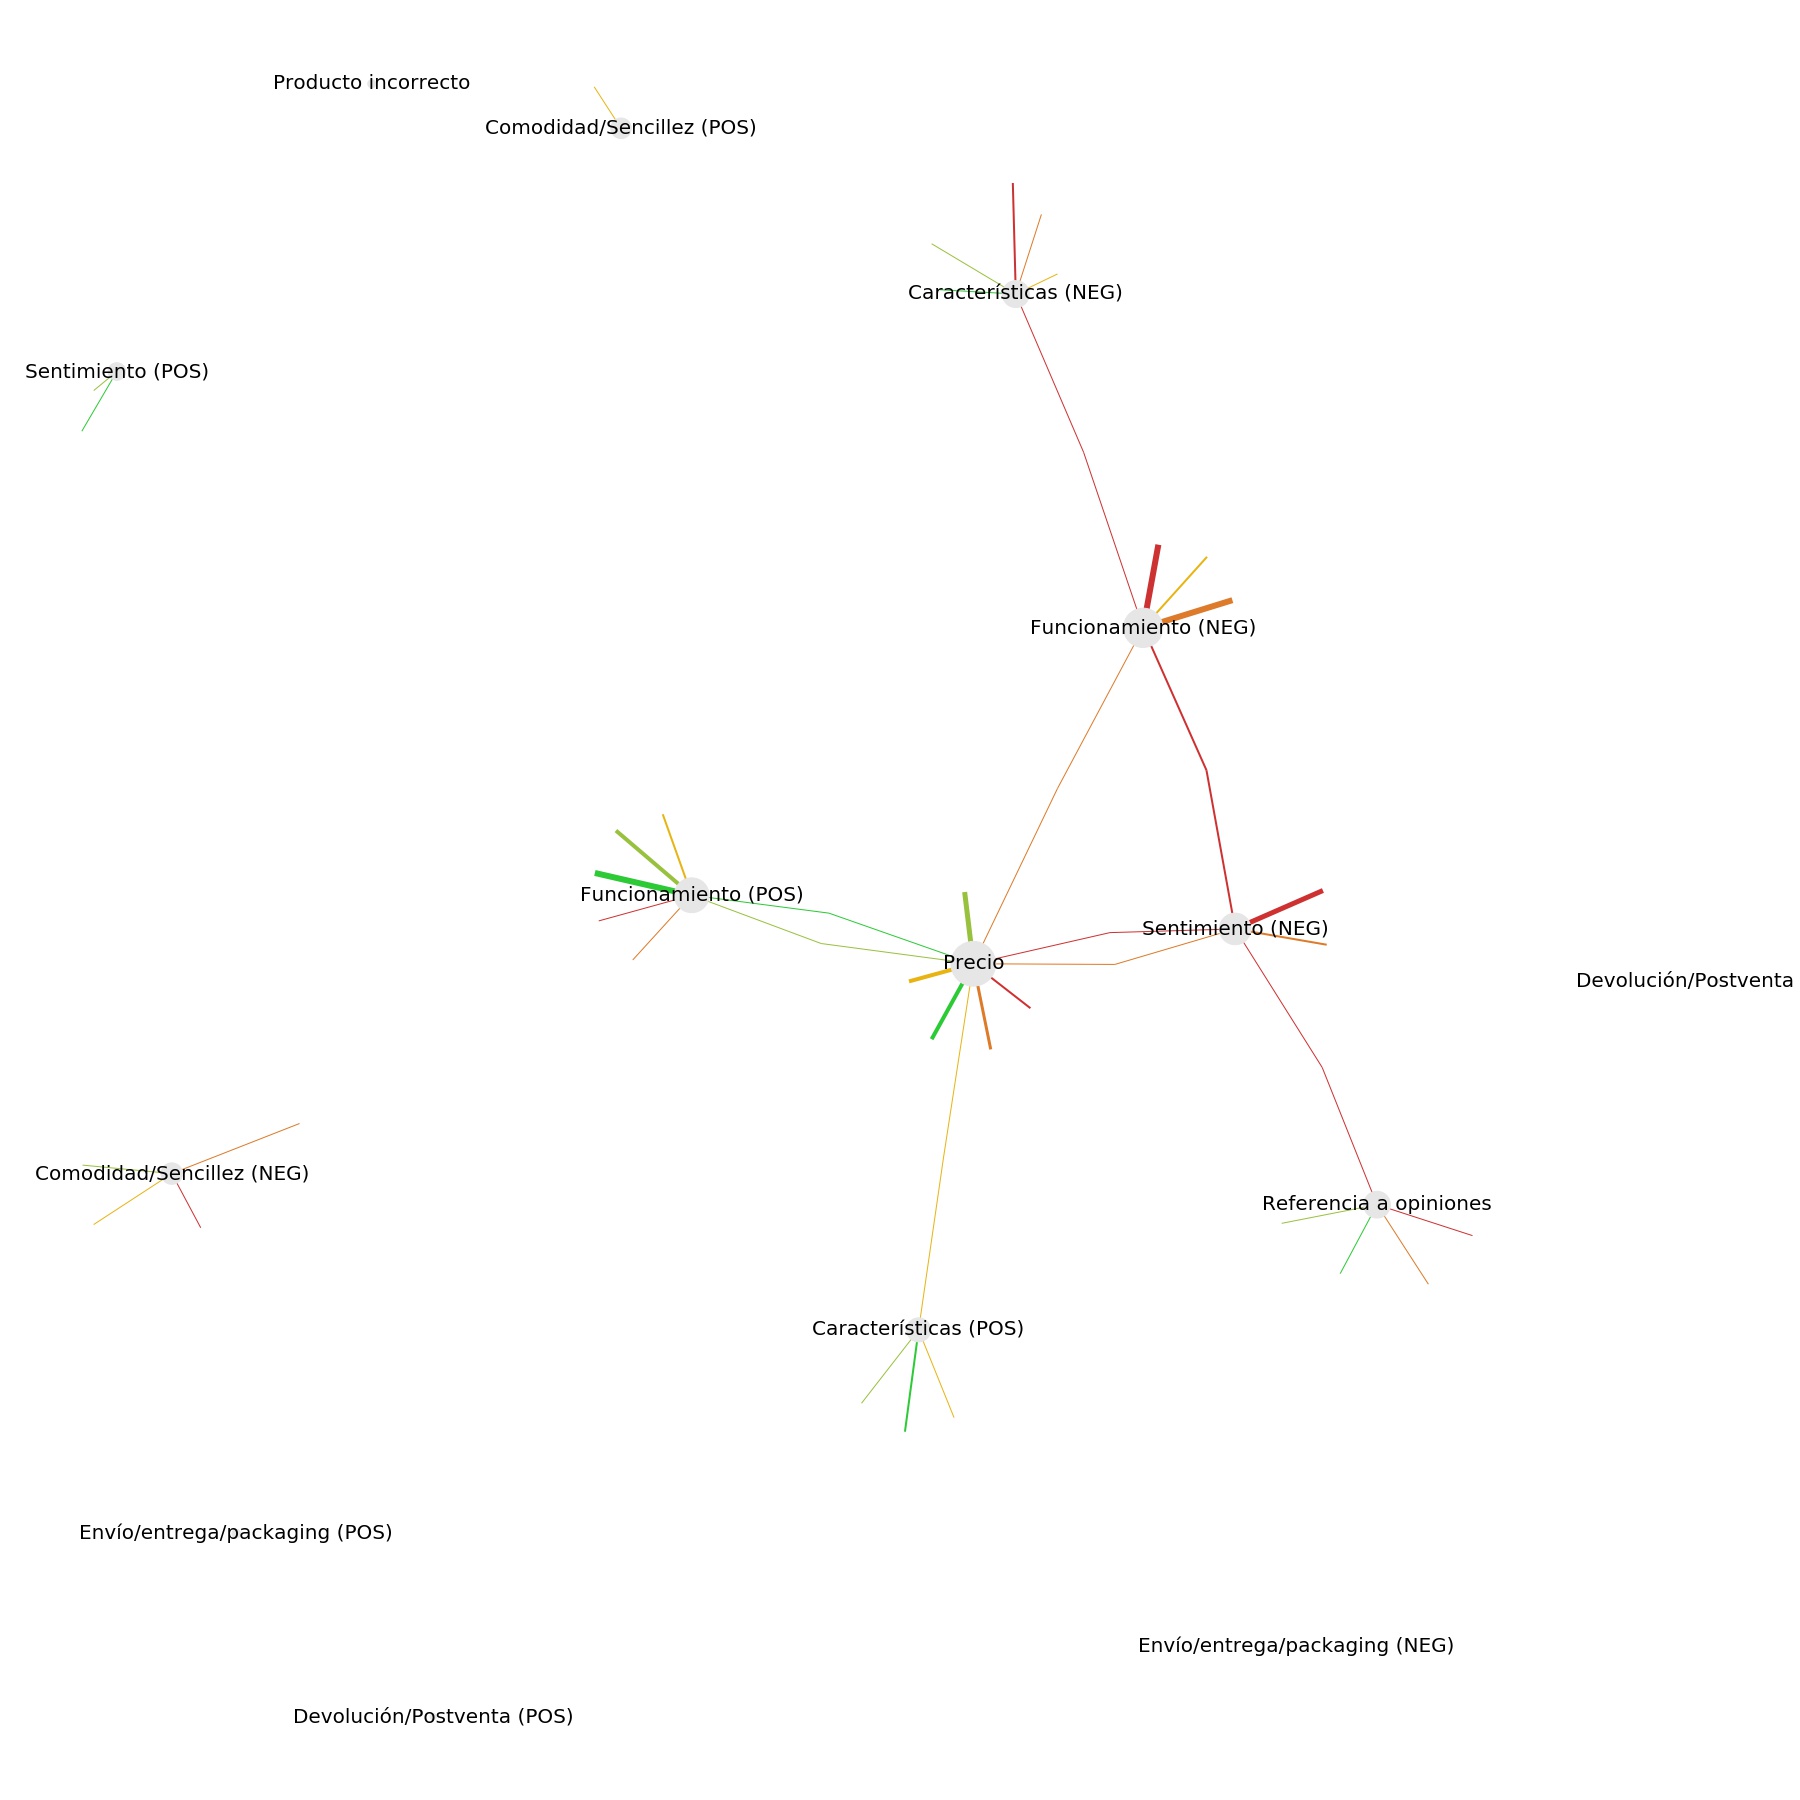 Producto incorrecto
Comodidad/Sencillez (POS)
Características (NEG)
Sentimiento (POS)
Funcionamiento (NEG)
Funcionamiento (POS)
Sentimiento (NEG)
Precio
Devolución/Postventa
Comodidad/Sencillez (NEG)
Referencia a opiniones
Características (POS)
Envío/entrega/packaging (POS)
Envío/entrega/packaging (NEG)
Devolución/Postventa (POS)